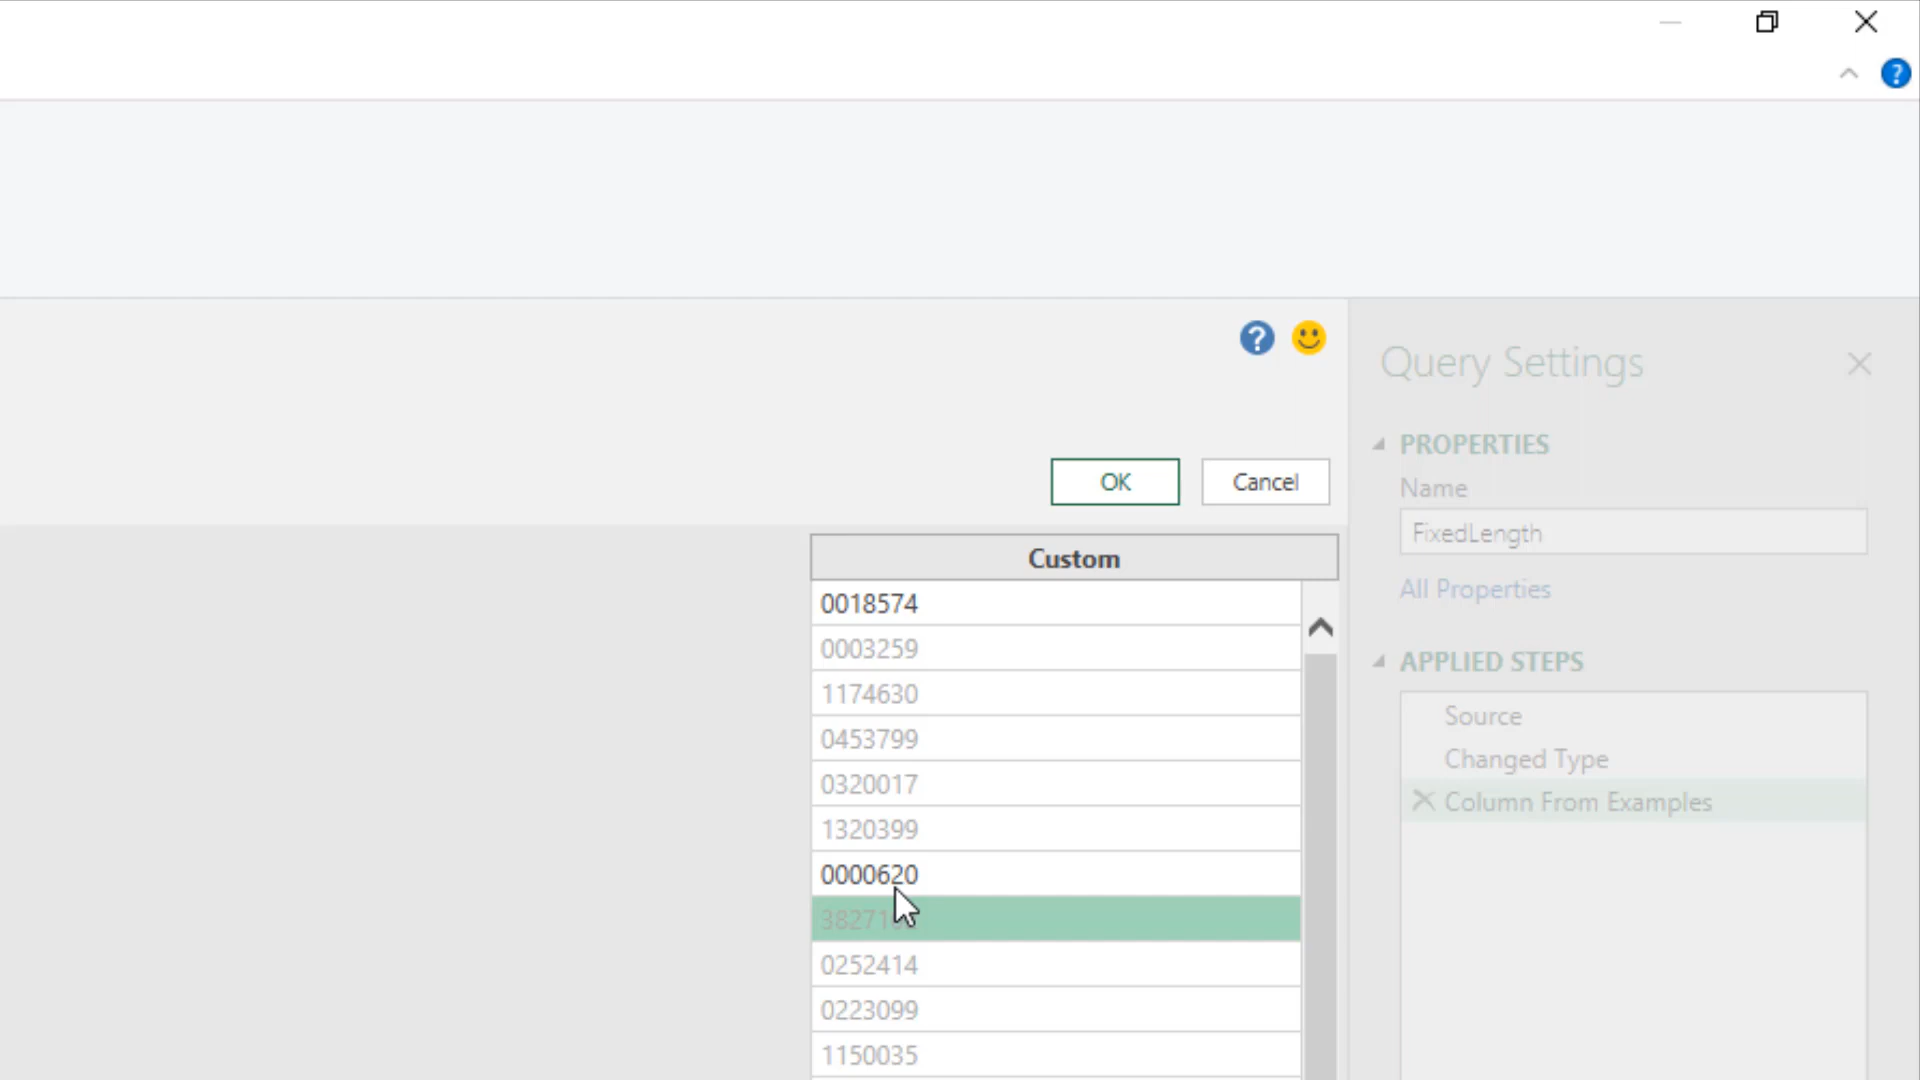 Query Settings
PROPERTIES
Name
FixedLength
All Properties
APPLIED STEPS
Source
Changed Type
Column From Examples
OK
Cancel
Custom
0018574
0003259
1174630
0453799
0320017
1320399
0000620
0252414
0223099
1150035